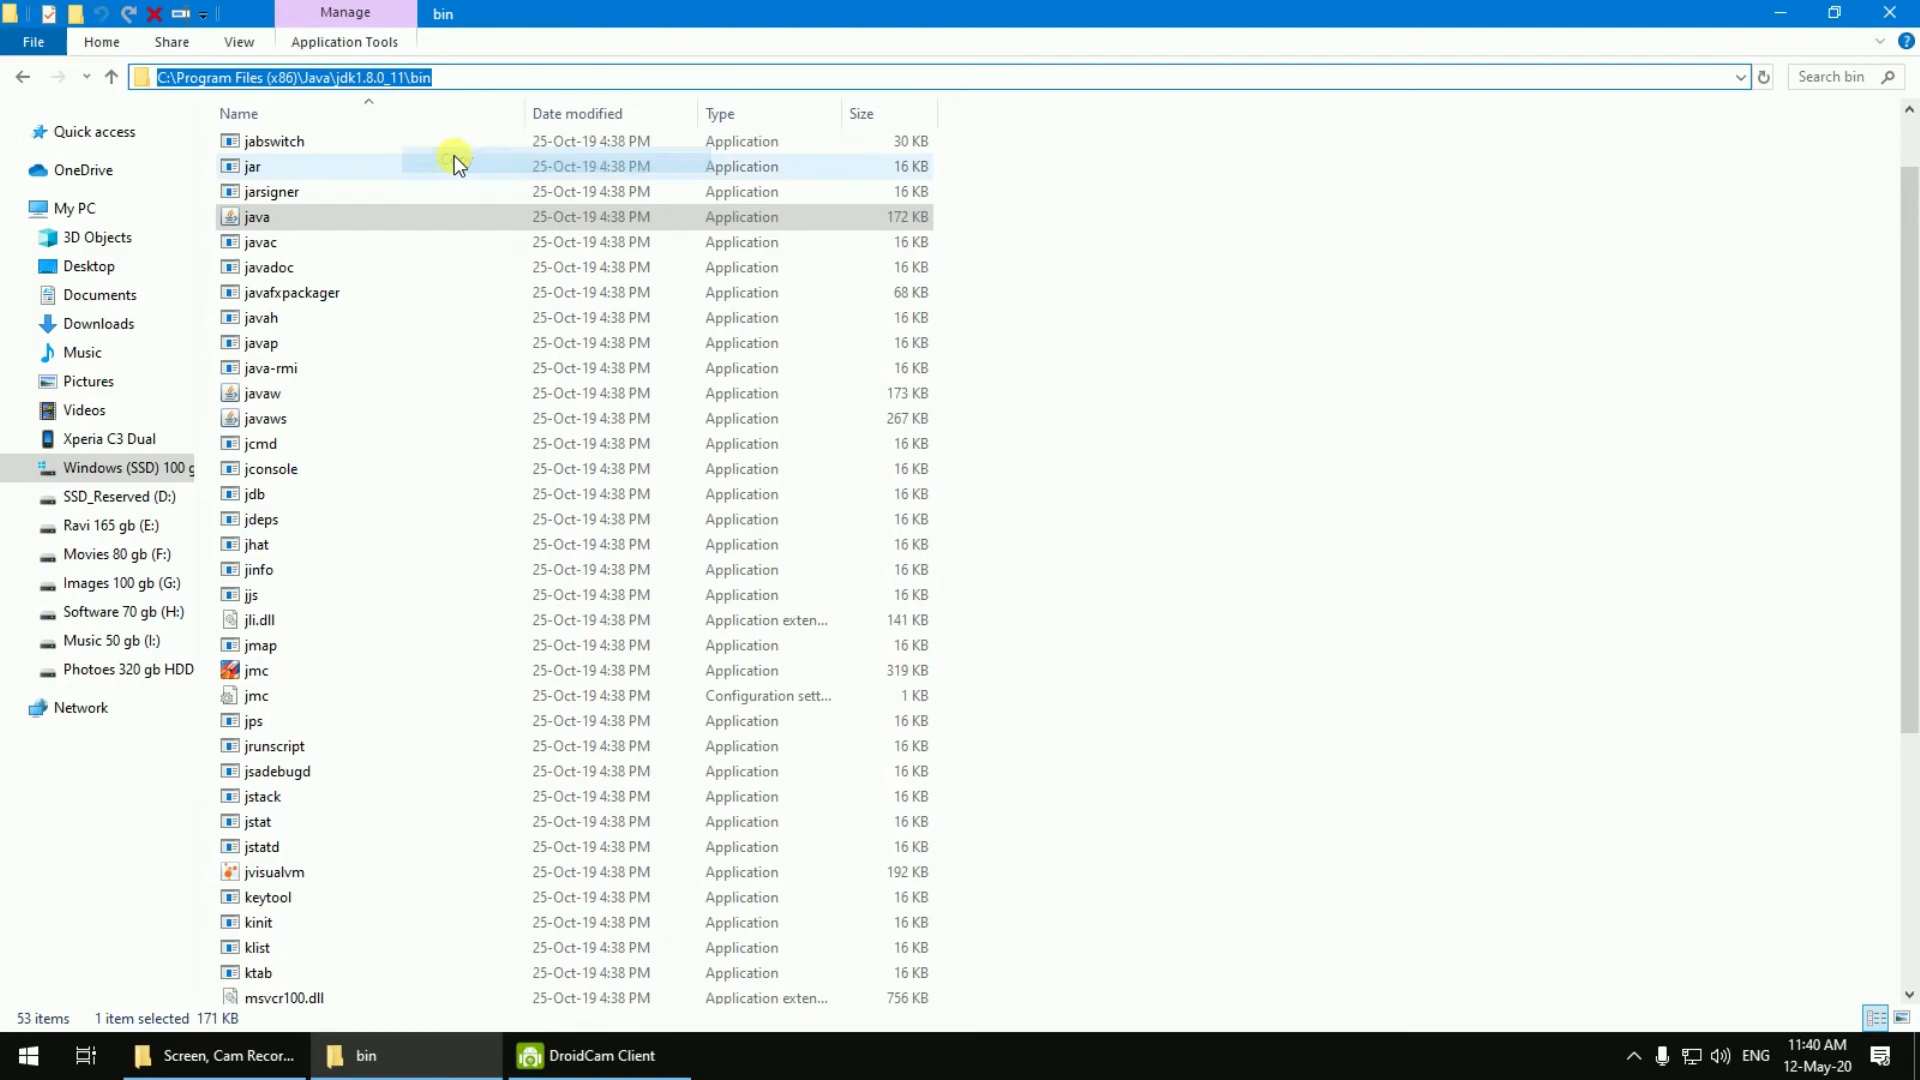 Manage
bin
File
Home
Share
View
Application Tools
C:\Program Files (x86)\Java\jdk1.8.0_11\bin
Search bin
Name
Date modified
Type
Size
Quick access
OneDrive
My PC
3D Objects
Desktop
Documents
Downloads
Music
Pictures
Videos
Xperia C3 Dual
Windows (SSD) 100 g
SSD_Reserved (D:)
Ravi 165 gb (E:)
Movies 80 gb (F:)
Images 100 gb (G:)
Software 70 gb (H:)
Music 50 gb (I:)
Photoes 320 gb HDD
Network
jabswitch 25-Oct-19 4:38 PM Application 30 KB
jar 25-Oct-19 4:38 PM Application 16 KB
jarsigner 25-Oct-19 4:38 PM Application 16 KB
java 25-Oct-19 4:38 PM Application 172 KB
javac 25-Oct-19 4:38 PM Application 16 KB
javadoc 25-Oct-19 4:38 PM Application 16 KB
javafxpackager 25-Oct-19 4:38 PM Application 68 KB
javah 25-Oct-19 4:38 PM Application 16 KB
javap 25-Oct-19 4:38 PM Application 16 KB
java-rmi 25-Oct-19 4:38 PM Application 16 KB
javaw 25-Oct-19 4:38 PM Application 173 KB
javaws 25-Oct-19 4:38 PM Application 267 KB
jcmd 25-Oct-19 4:38 PM Application 16 KB
jconsole 25-Oct-19 4:38 PM Application 16 KB
jdb 25-Oct-19 4:38 PM Application 16 KB
jdeps 25-Oct-19 4:38 PM Application 16 KB
jhat 25-Oct-19 4:38 PM Application 16 KB
jinfo 25-Oct-19 4:38 PM Application 16 KB
jjs 25-Oct-19 4:38 PM Application 16 KB
jli.dll 25-Oct-19 4:38 PM Application exten... 141 KB
jmap 25-Oct-19 4:38 PM Application 16 KB
jmc 25-Oct-19 4:38 PM Application 319 KB
jmc 25-Oct-19 4:38 PM Configuration sett... 1 KB
jps 25-Oct-19 4:38 PM Application 16 KB
jrunscript 25-Oct-19 4:38 PM Application 16 KB
jsadebugd 25-Oct-19 4:38 PM Application 16 KB
jstack 25-Oct-19 4:38 PM Application 16 KB
jstat 25-Oct-19 4:38 PM Application 16 KB
jstatd 25-Oct-19 4:38 PM Application 16 KB
jvisualvm 25-Oct-19 4:38 PM Application 192 KB
keytool 25-Oct-19 4:38 PM Application 16 KB
kinit 25-Oct-19 4:38 PM Application 16 KB
klist 25-Oct-19 4:38 PM Application 16 KB
ktab 25-Oct-19 4:38 PM Application 16 KB
msvcr100.dll 25-Oct-19 4:38 PM Application exten... 756 KB
53 items 1 item selected 171 KB
Screen, Cam Recor...
bin
DroidCam Client
ENG
11:40 AM
12-May-20